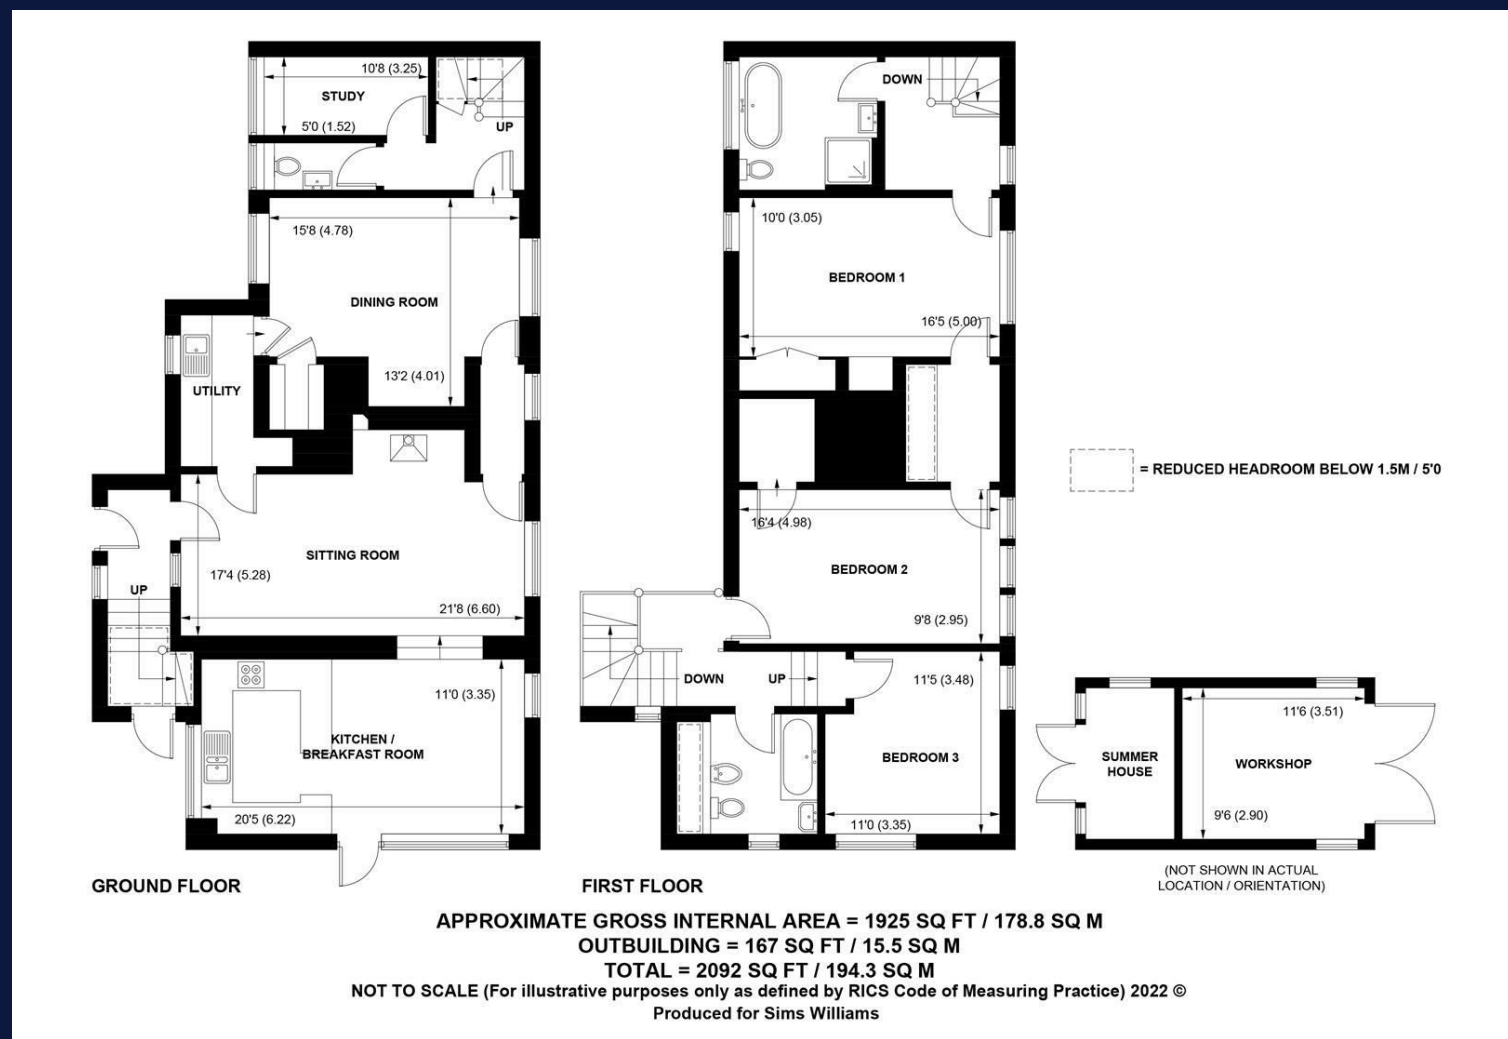 10'8 (3.25)
STUDY
5'0 (1.52)
UP
15'8 (4.78)
DINING ROOM
13'2 (4.01)
UTILITY
SITTING ROOM
17'4 (5.28)
21'8 (6.60)
UP
11'0 (3.35)
KITCHEN /
BREAKFAST ROOM
20'5 (6.22)
GROUND FLOOR
DOWN
10'0 (3.05)
BEDROOM 1
16'5 (5.00)
16'4 (4.98)
BEDROOM 2
9'8 (2.95)
DOWN
UP
11'5 (3.48)
BEDROOM 3
11'0 (3.35)
FIRST FLOOR
= REDUCED HEADROOM BELOW 1.5M / 5'0
11'6 (3.51)
SUMMER
HOUSE
WORKSHOP
9'6 (2.90)
(NOT SHOWN IN ACTUAL
LOCATION / ORIENTATION)
APPROXIMATE GROSS INTERNAL AREA = 1925 SQ FT / 178.8 SQ M
OUTBUILDING = 167 SQ FT / 15.5 SQ M
TOTAL = 2092 SQ FT / 194.3 SQ M
NOT TO SCALE (For illustrative purposes only as defined by RICS Code of Measuring Practice) 2022 ©
Produced for Sims Williams